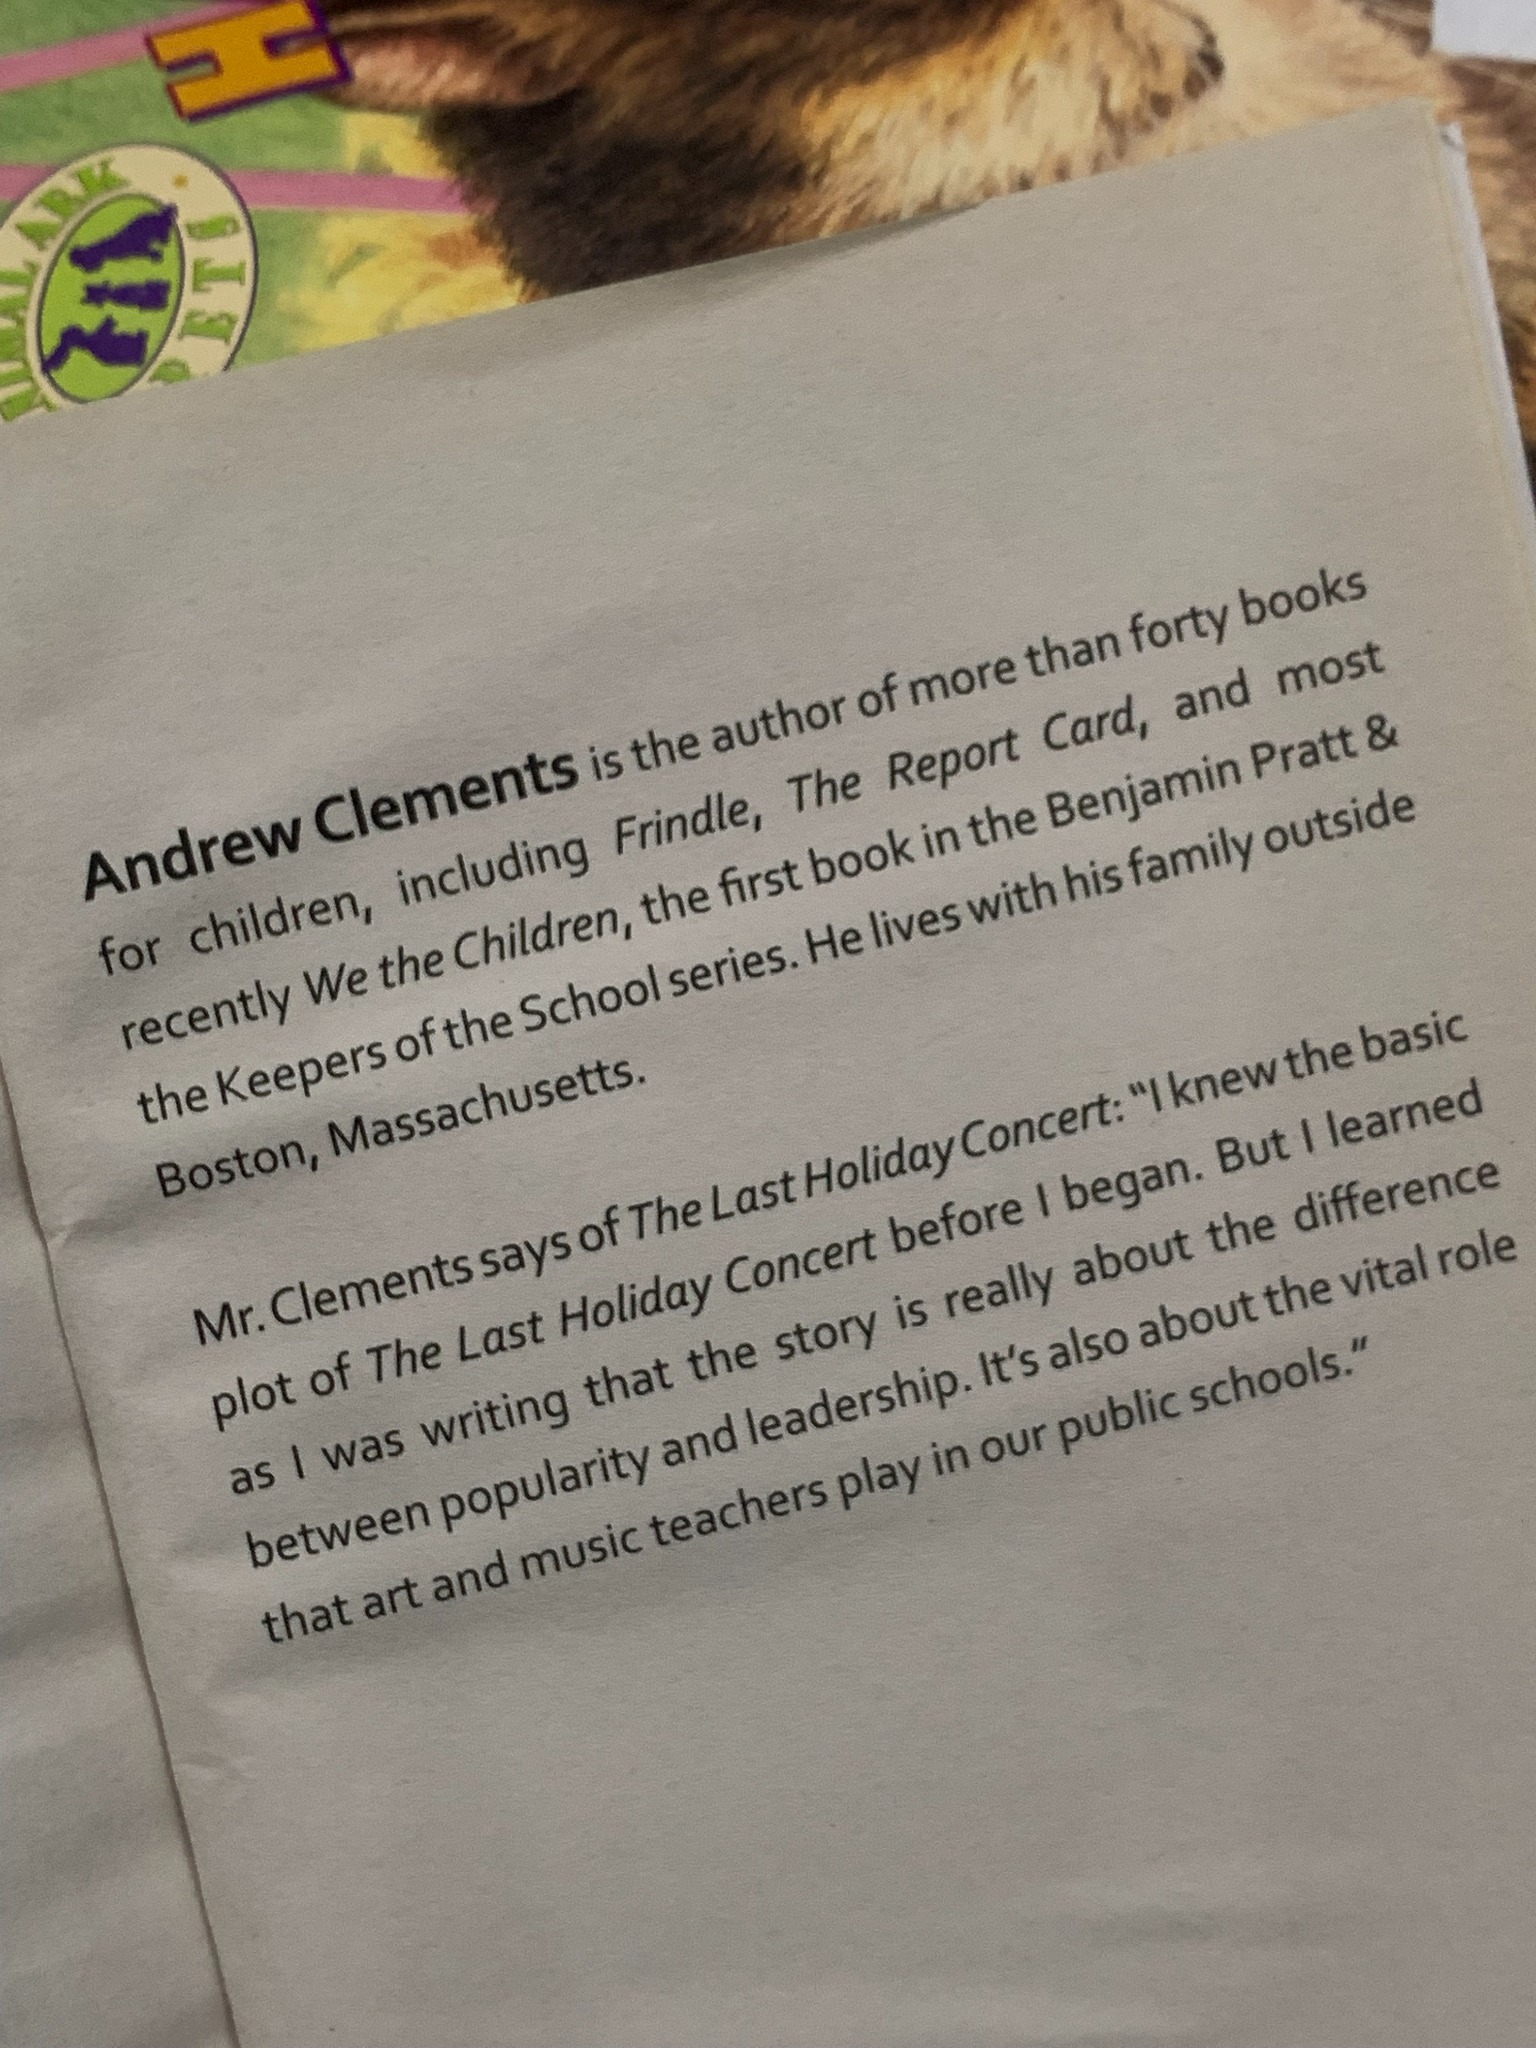 H
ARK
PETS
Andrew Clements is the author of more than forty books
for children, including Frindle, The Report Card, and most
recently We the Children, the first book in the Benjamin Pratt &
the Keepers of the School series. He lives with his family outside
Boston, Massachusetts.
Mr. Clements says of The Last Holiday Concert: “I knew the basic
plot of The Last Holiday Concert before I began. But I learned
as I was writing that the story is really about the difference
between popularity and leadership. It’s also about the vital role
that art and music teachers play in our public schools.”